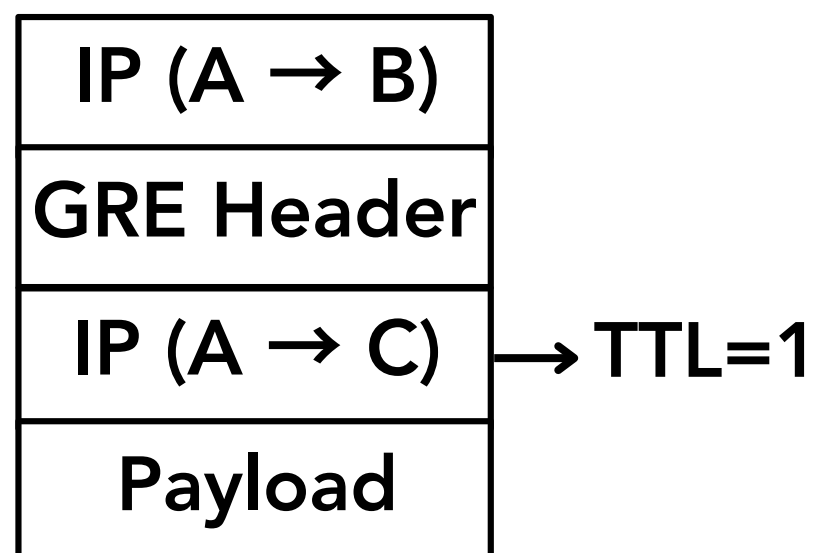 IP (A → B)
GRE Header
IP (A → C)
TTL=1
Payload